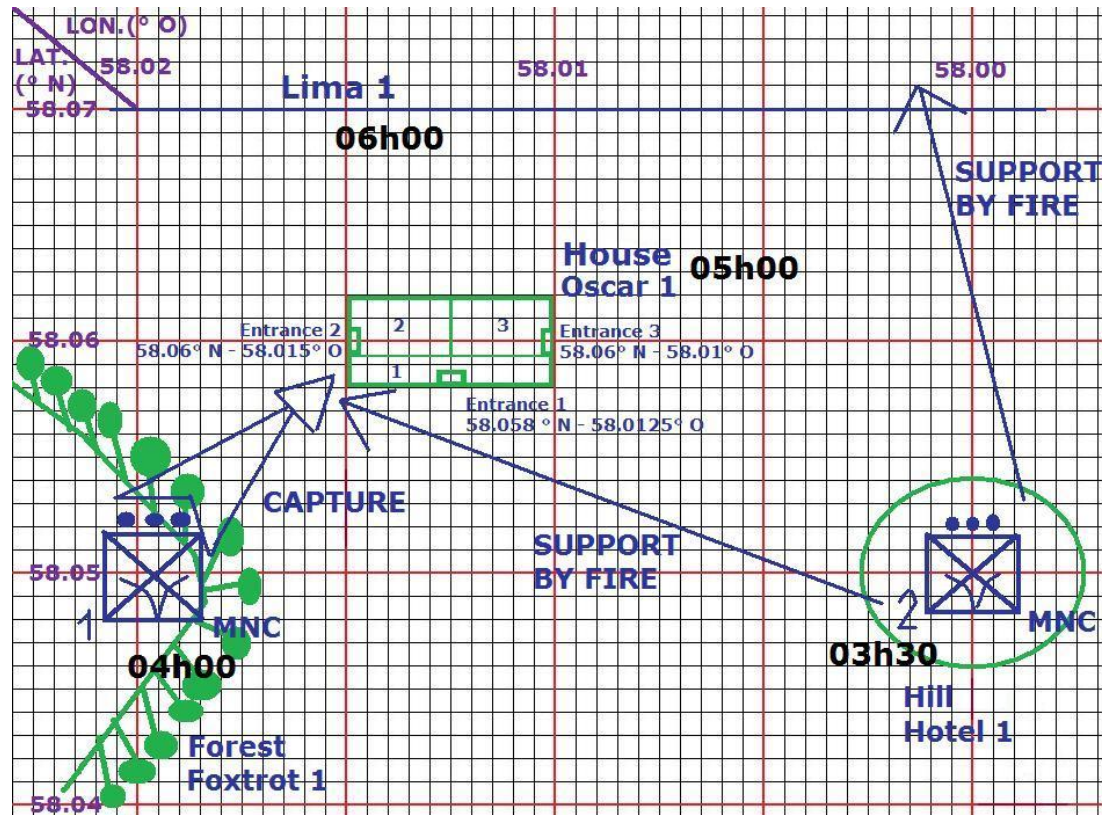 LON.(° O)
LAT.
(° N)
58.02
58.01
58.00
58.07
Lima 1
06h00
SUPPORT
BY FIRE
House
Oscar 1
05h00
58.06
Entrance 2
58.06° N - 58.015° O
2
3
1
Entrance 3
58.06° N - 58.01° O
Entrance 1
58.058 ° N - 58.0125° O
CAPTURE
SUPPORT
BY FIRE
58.05
1
MNC
04h00
2
MNC
03h30
Hill
Hotel 1
Forest
Foxtrot 1
58.04